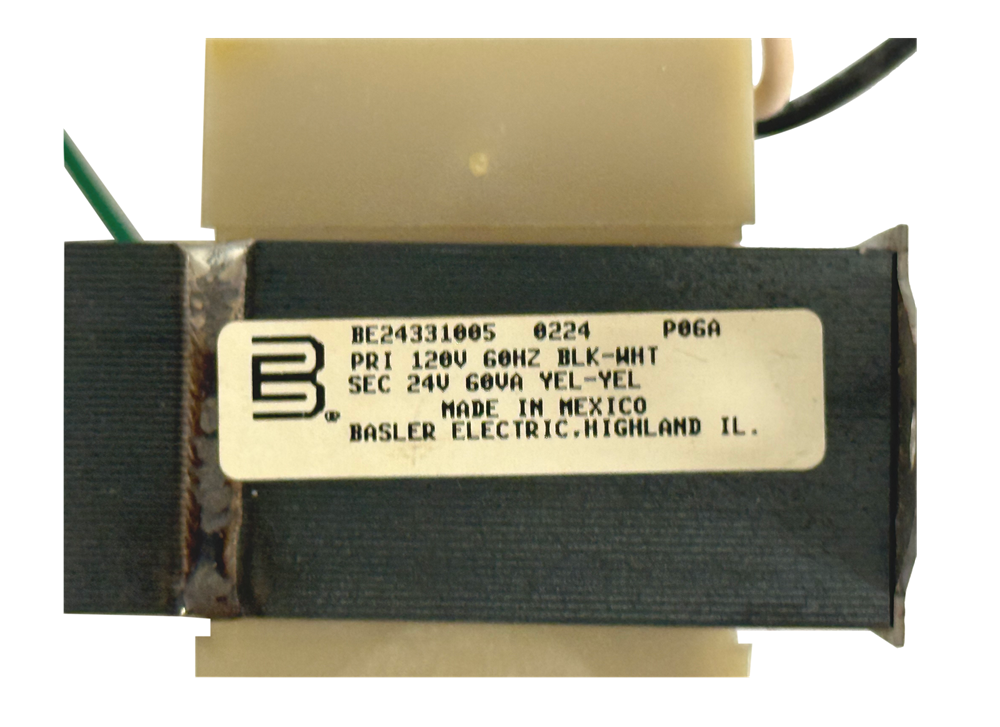 BE24331005 0224 P06A
PRI 120V 60HZ BLK-WHT
SEC 24V 60VA YEL-YEL
MADE IN MEXICO
BASLER ELECTRIC.HIGHLAND IL.